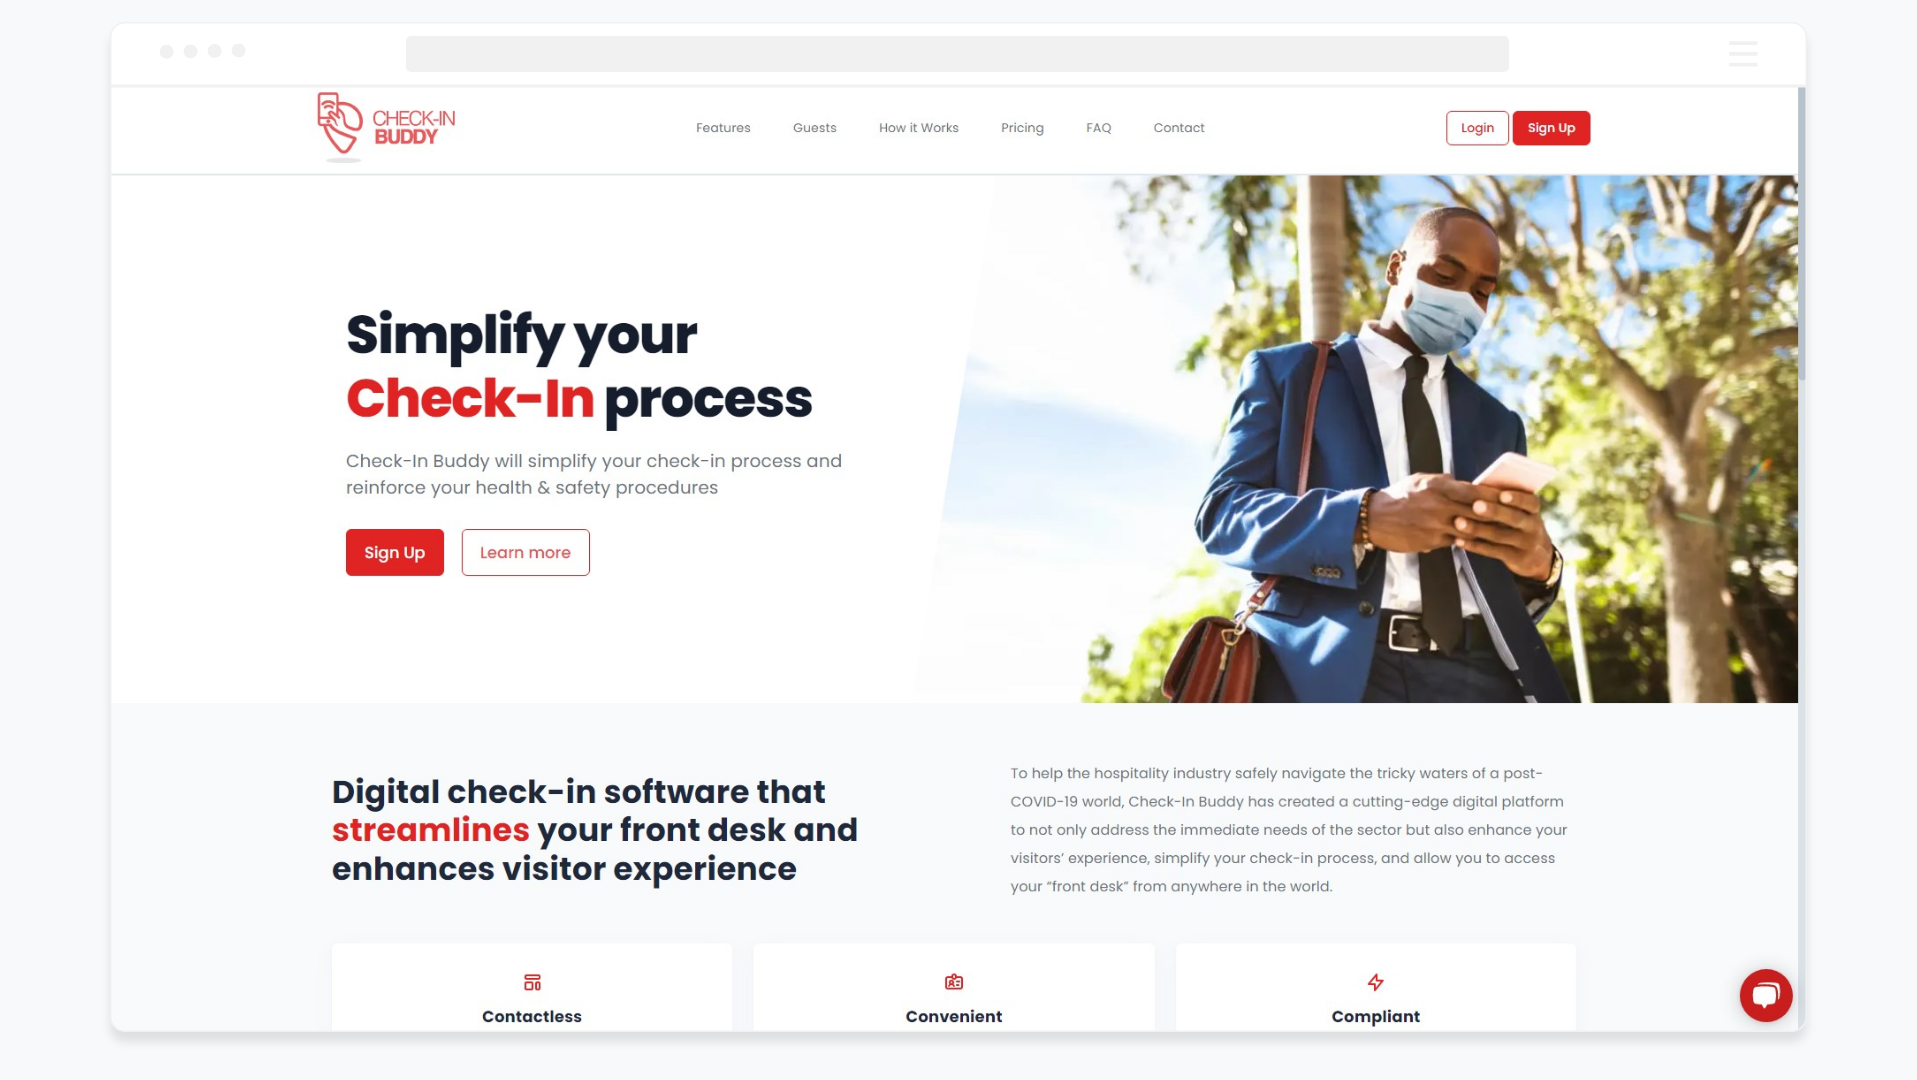 CHECK-IN
BUDDY
Features
Guests
How it Works
Pricing
FAQ
Contact
Login
Sign Up
Simplify your
Check-In process
Check-In Buddy will simplify your check-in process and
reinforce your health & safety procedures
Sign Up
Learn more
Digital check-in software that
streamlines your front desk and
enhances visitor experience
To help the hospitality industry safely navigate the tricky waters of a post-
COVID-19 world, Check-In Buddy has created a cutting-edge digital platform
to not only address the immediate needs of the sector but also enhance your
visitors’ experience, simplify your check-in process, and allow you to access
your “front desk” from anywhere in the world.
Contactless
Convenient
Compliant